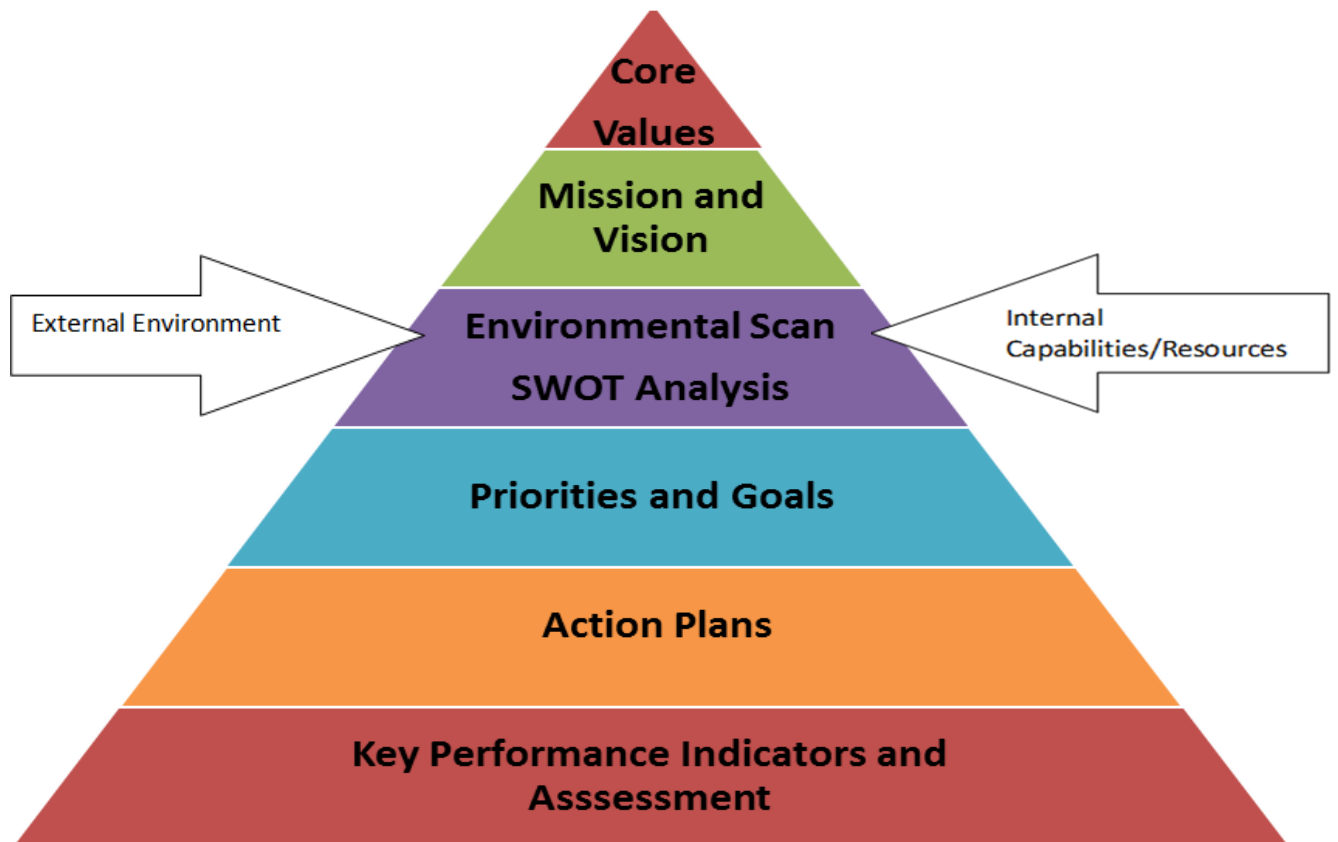 Core
Values
Mission and
Vision
External Environment
Environmental Scan
SWOT Analysis
Internal
Capabilities/Resources
Priorities and Goals
Action Plans
Key Performance Indicators and
Asssessment